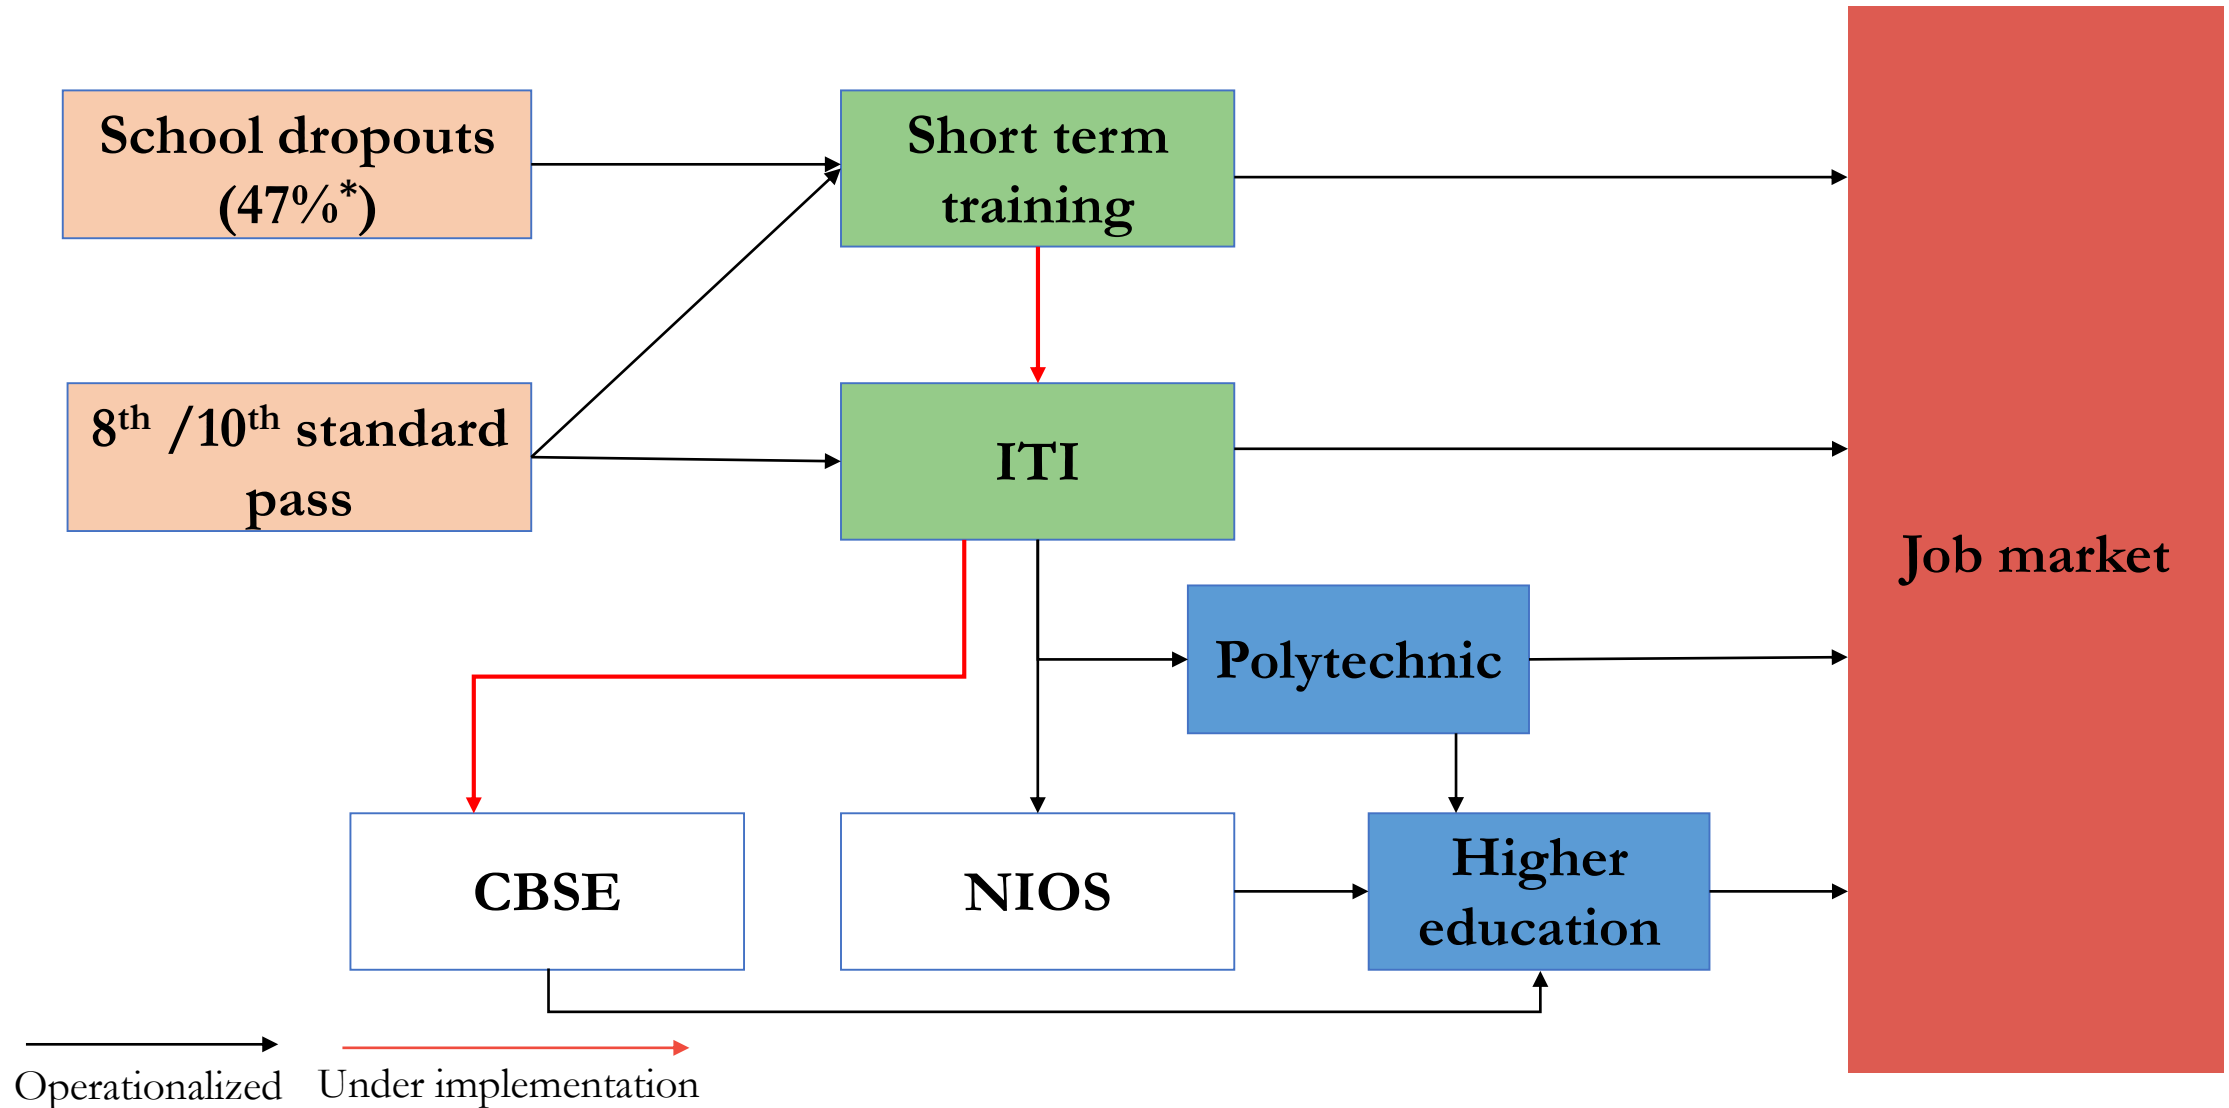 School dropouts
(47%*)
Short term
training
8th /10th standard
pass
ITI
Job market
Polytechnic
CBSE
NIOS
Higher
education
Operationalized
Under implementation